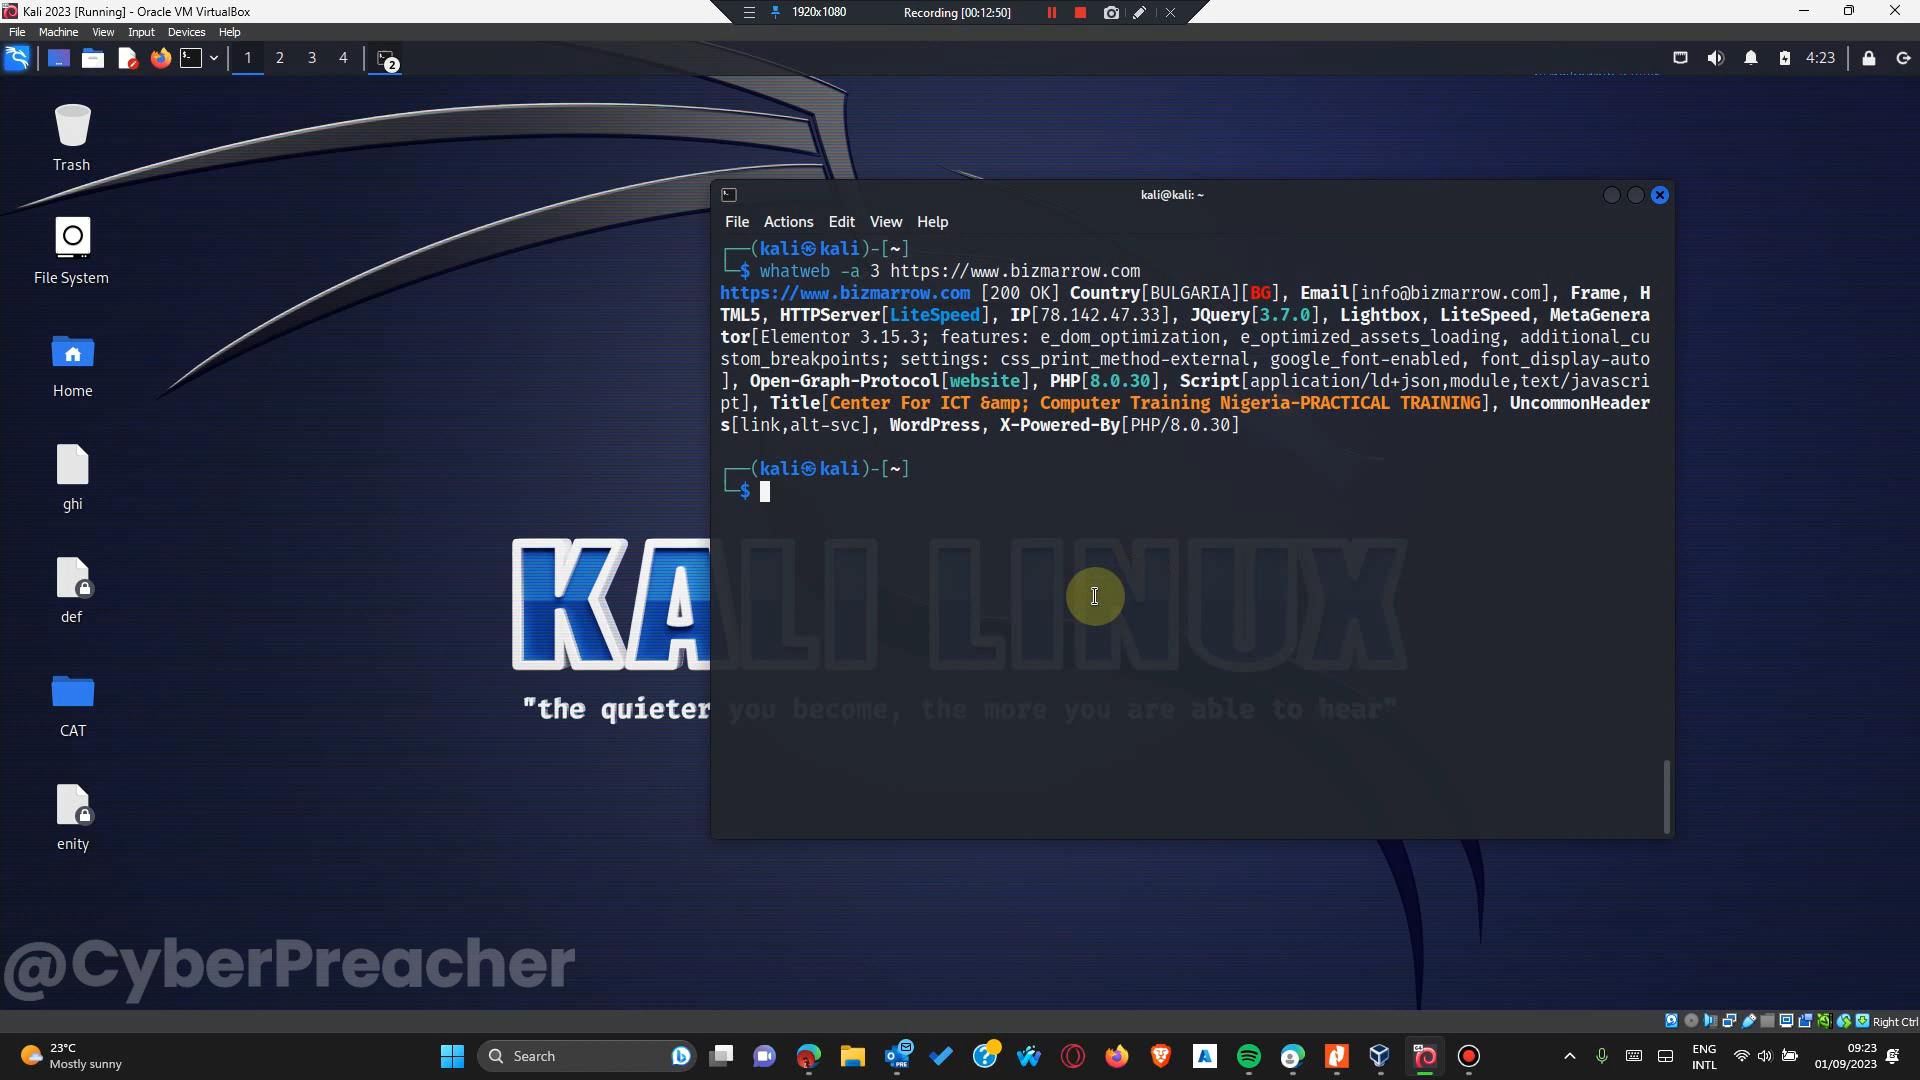 Kali 2023 [Running] - Oracle VM VirtualBox
1920x1080
Recording [00:12:50]
File Machine View Input Devices Help
1 2 3 4 2
4:23
Trash
File System
Home
ghi
def
CAT
enity
kali@kali: ~
File Actions Edit View Help
┌──(kali㉿kali)-[~]
└─$ whatweb -a 3 https://www.bizmarrow.com
https://www.bizmarrow.com [200 OK] Country[BULGARIA][BG], Email[info@bizmarrow.com], Frame, H
TML5, HTTPServer[LiteSpeed], IP[78.142.47.33], JQuery[3.7.0], Lightbox, LiteSpeed, MetaGenera
tor[Elementor 3.15.3; features: e_dom_optimization, e_optimized_assets_loading, additional_cu
stom_breakpoints; settings: css_print_method-external, google_font-enabled, font_display-auto
], Open-Graph-Protocol[website], PHP[8.0.30], Script[application/ld+json,module,text/javascri
pt], Title[Center For ICT &amp; Computer Training Nigeria-PRACTICAL TRAINING], UncommonHeader
s[link,alt-svc], WordPress, X-Powered-By[PHP/8.0.30]
┌──(kali㉿kali)-[~]
└─$
KALI LINUX
"the quieter you become, the more you are able to hear"
@CyberPreacher
Right Ctrl
23°C
Mostly sunny
Search
PRE
ENG
INTL
09:23
01/09/2023